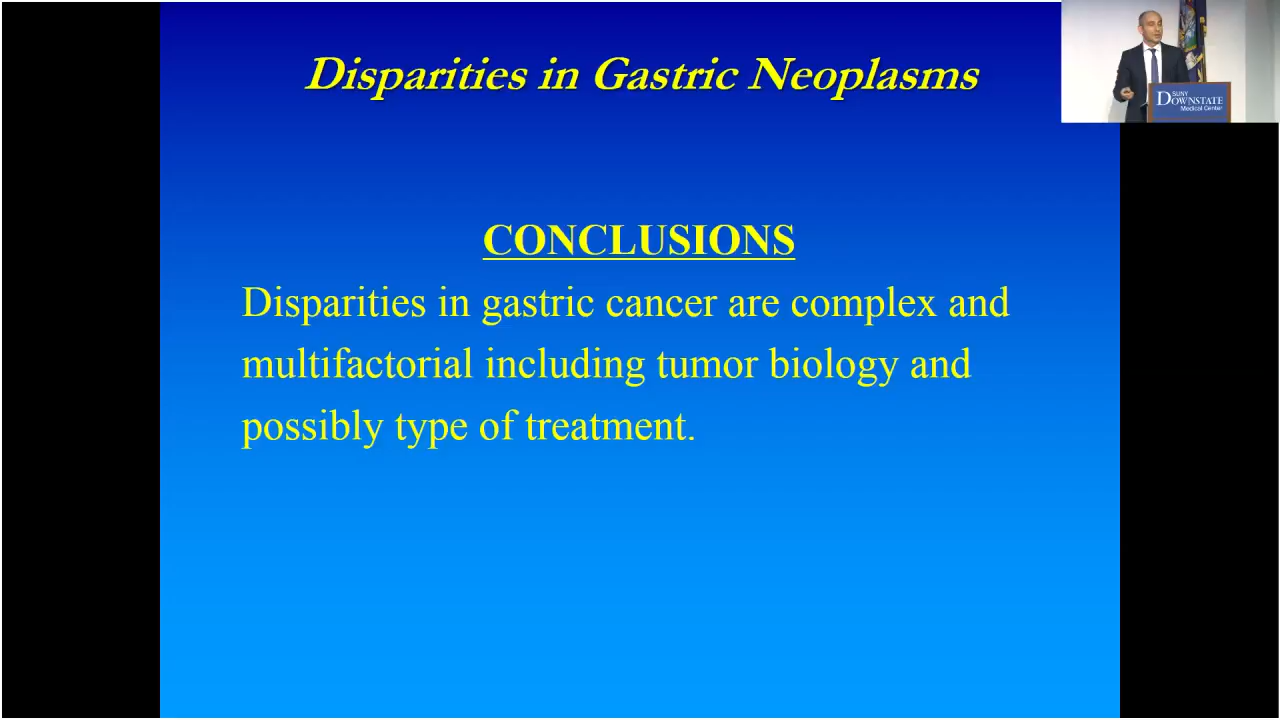 Disparities in Gastric Neoplasms
SUNY
DOWNSTATE
Medical Center
CONCLUSIONS
Disparities in gastric cancer are complex and
multifactorial including tumor biology and
possibly type of treatment.